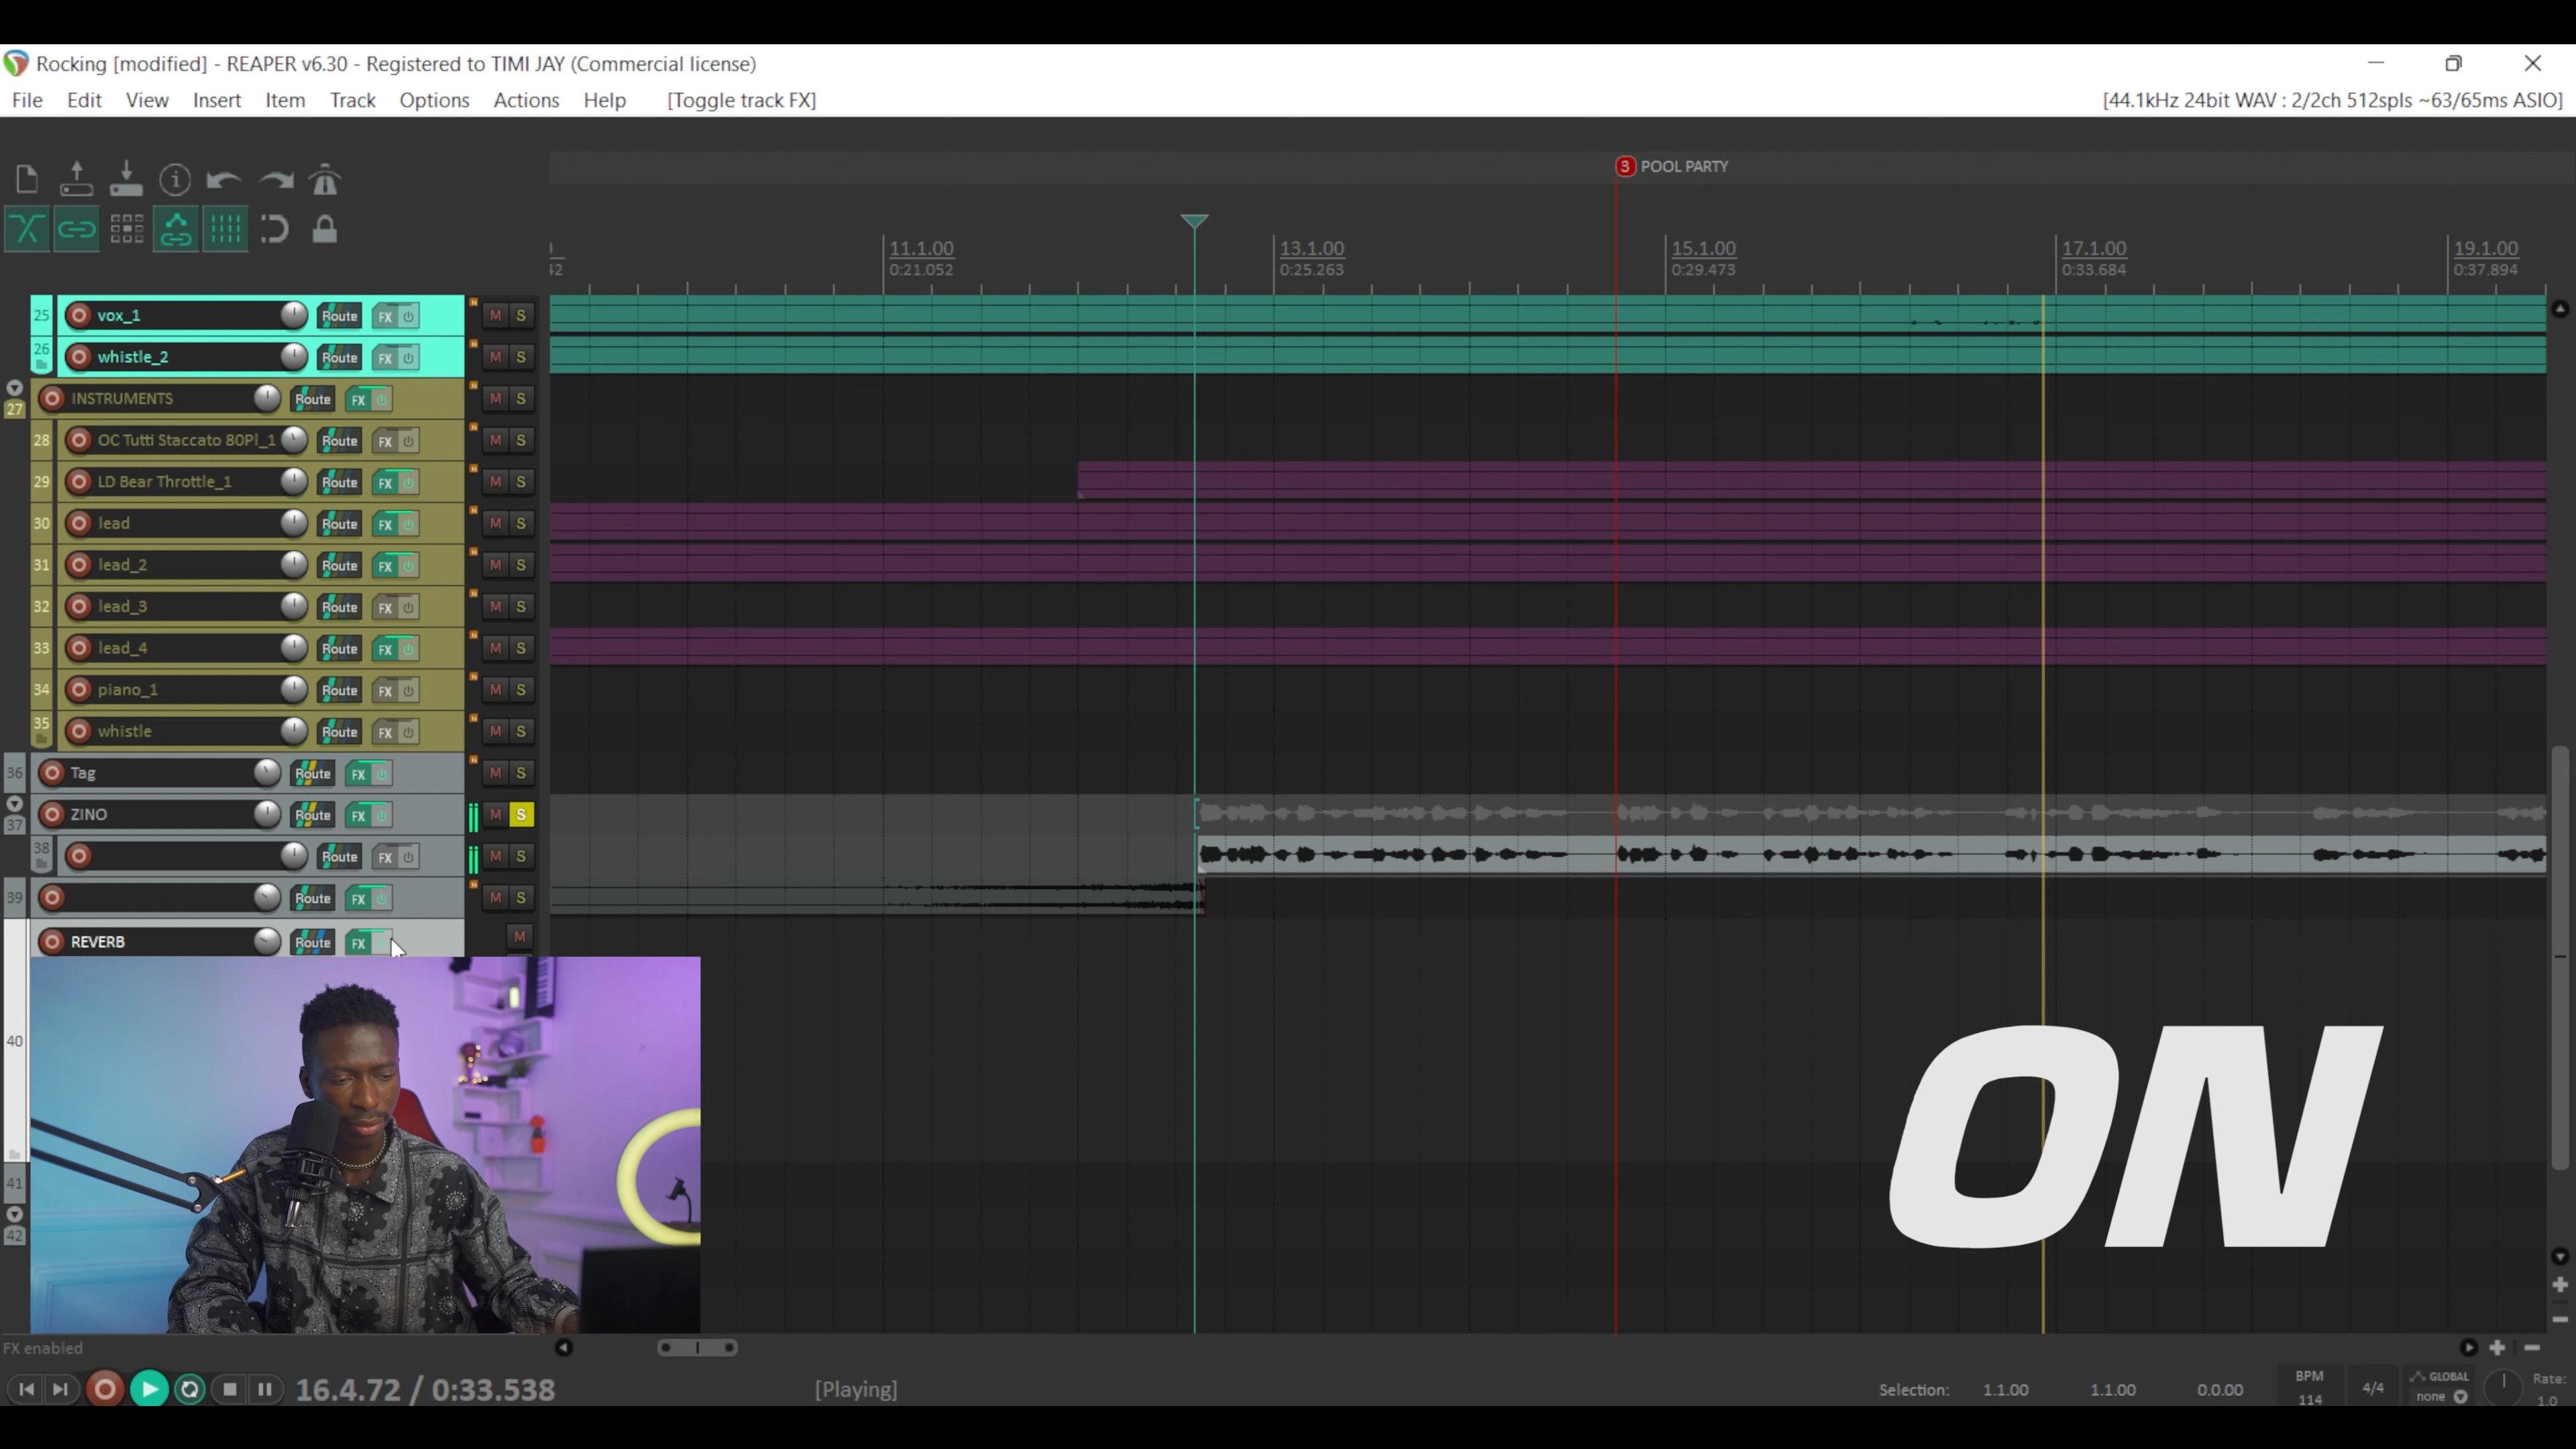 Rocking [modified] - REAPER v6.30 - Registered to TIMI JAY (Commercial license)
File Edit View Insert Item Track Options Actions Help [Toggle track FX] [44.1kHz 24bit WAV : 2/2ch 512spls ~63/65ms ASIO]
3 POOL PARTY
11.1.00 13.1.00 15.1.00 17.1.00 19.1.00
42 0:21.052 0:25.263 0:29.473 0:33.684 0:37.894
25 vox_1 Route FX M S
26 whistle_2 Route FX M S
27 INSTRUMENTS Route FX M S
28 OC Tutti Staccato 80Pl_1 Route FX M S
29 LD Bear Throttle_1 Route FX M S
30 lead Route FX M S
31 lead_2 Route FX M S
32 lead_3 Route FX M S
33 lead_4 Route FX M S
34 piano_1 Route FX M S
35 whistle Route FX M S
36 Tag Route FX M S
37 ZINO Route FX M S
38 Route FX M S
39 Route FX M S
REVERB Route FX M
40
41
42
ON
FX enabled
16.4.72 / 0:33.538 [Playing] Selection: 1.1.00 1.1.00 0.0.00 BPM 114 4/4 GLOBAL none Rate: 1.0